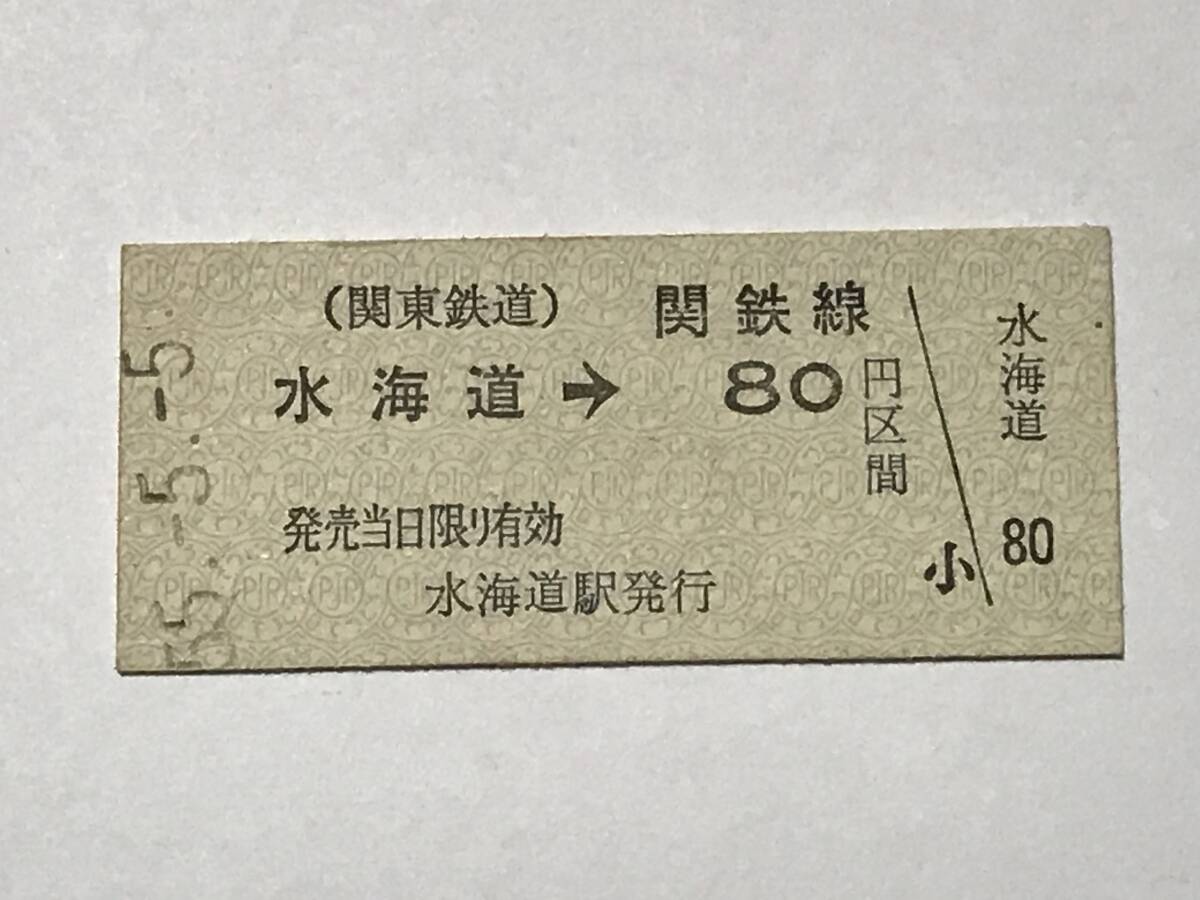 (関東鉄道) 関鉄線
水海道➔ 80円区間
発売当日限り有効
水海道駅発行
小
水海道
80
55.-5.-5